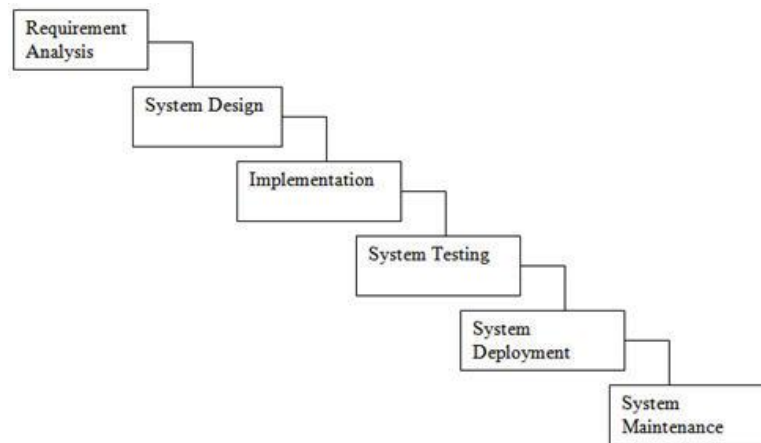 Requirement
Analysis
System Design
Implementation
System Testing
System
Deployment
System
Maintenance